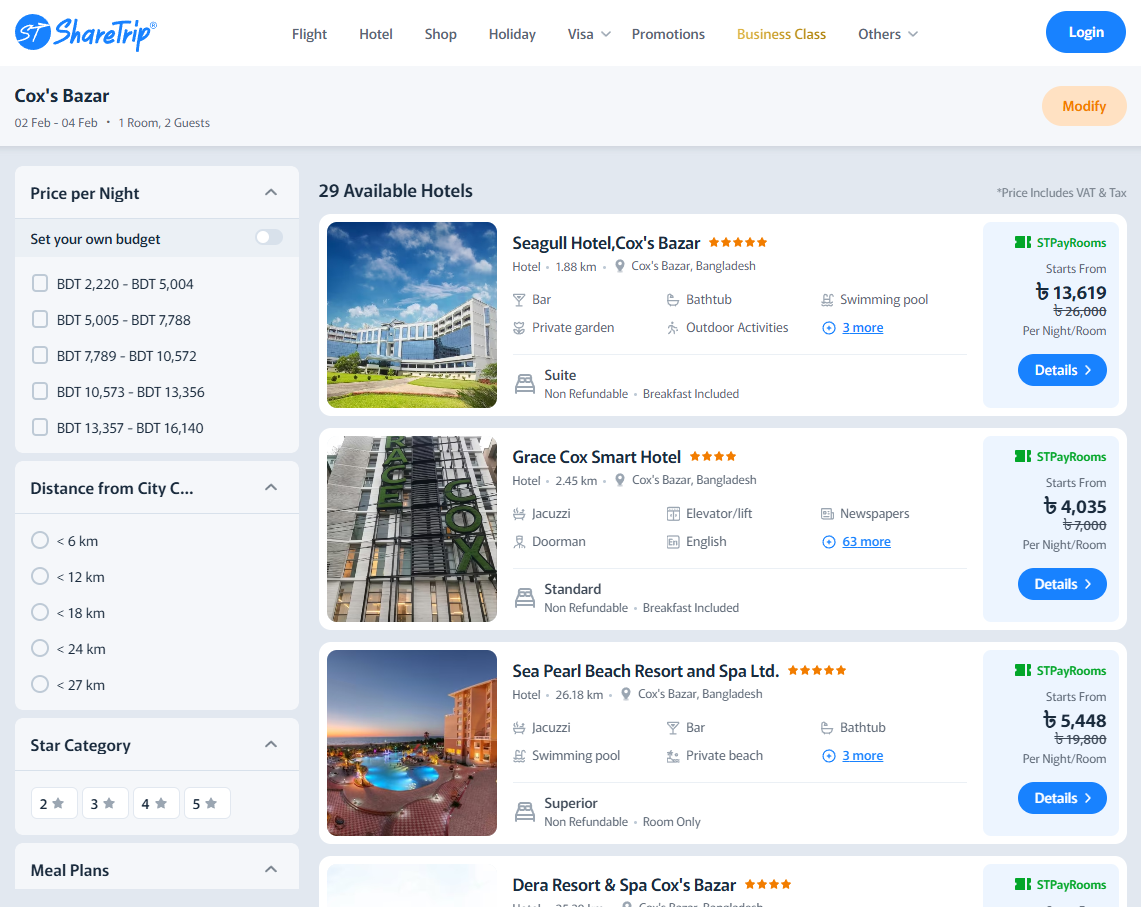 ST ShareTrip®
Flight Hotel Shop Holiday Visa Promotions Business Class Others Login
Cox's Bazar
02 Feb - 04 Feb • 1 Room, 2 Guests
Modify
Price per Night
Set your own budget
BDT 2,220 - BDT 5,004
BDT 5,005 - BDT 7,788
BDT 7,789 - BDT 10,572
BDT 10,573 - BDT 13,356
BDT 13,357 - BDT 16,140
Distance from City C...
< 6 km
< 12 km
< 18 km
< 24 km
< 27 km
Star Category
2 3 4 5
Meal Plans
29 Available Hotels
*Price Includes VAT & Tax
Seagull Hotel,Cox's Bazar
Hotel • 1.88 km • Cox's Bazar, Bangladesh
Bar Bathtub Swimming pool
Private garden Outdoor Activities 3 more
Suite
Non Refundable • Breakfast Included
STPayRooms
Starts From
৳ 13,619
৳ 26,000
Per Night/Room
Details
RACE
COX
Grace Cox Smart Hotel
Hotel • 2.45 km • Cox's Bazar, Bangladesh
Jacuzzi Elevator/lift Newspapers
Doorman En English 63 more
Standard
Non Refundable • Breakfast Included
STPayRooms
Starts From
৳ 4,035
৳ 7,000
Per Night/Room
Details
Sea Pearl Beach Resort and Spa Ltd.
Hotel • 26.18 km • Cox's Bazar, Bangladesh
Jacuzzi Bar Bathtub
Swimming pool Private beach 3 more
Superior
Non Refundable • Room Only
STPayRooms
Starts From
৳ 5,448
৳ 19,800
Per Night/Room
Details
Dera Resort & Spa Cox's Bazar
STPayRooms